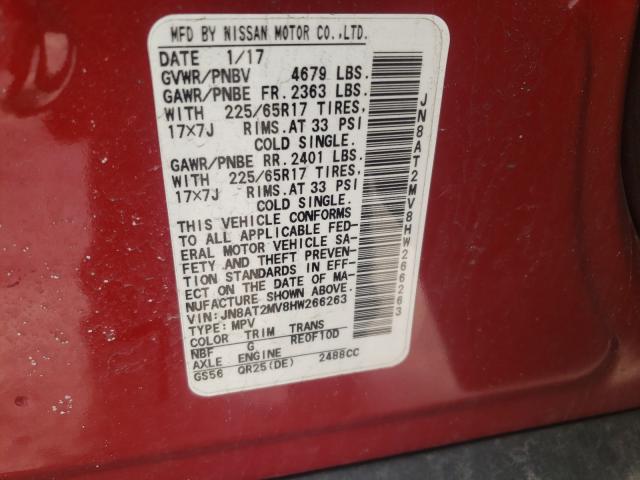 MFD BY NISSAN MOTOR CO.,LTD.
DATE 1/17
GVWR/PNBV 4679 LBS.
GAWR/PNBE FR. 2363 LBS.
WITH 225/65R17 TIRES,
17x7J RIMS. AT 33 PSI
COLD SINGLE.
GAWR/PNBE RR. 2401 LBS.
WITH 225/65R17 TIRES,
17x7J RIMS. AT 33 PSI
COLD SINGLE.
THIS VEHICLE CONFORMS
TO ALL APPLICABLE FED-
ERAL MOTOR VEHICLE SA-
FETY AND THEFT PREVEN-
TION STANDARDS IN EFF-
ECT ON THE DATE OF MA-
NUFACTURE SHOWN ABOVE.
VIN: JN8AT2MV8HW266263
TYPE: MPV
COLOR TRIM TRANS
NBF G RE0F10D
AXLE ENGINE
GS56 QR25(DE) 2488CC
JN8AT2MV8HW266263